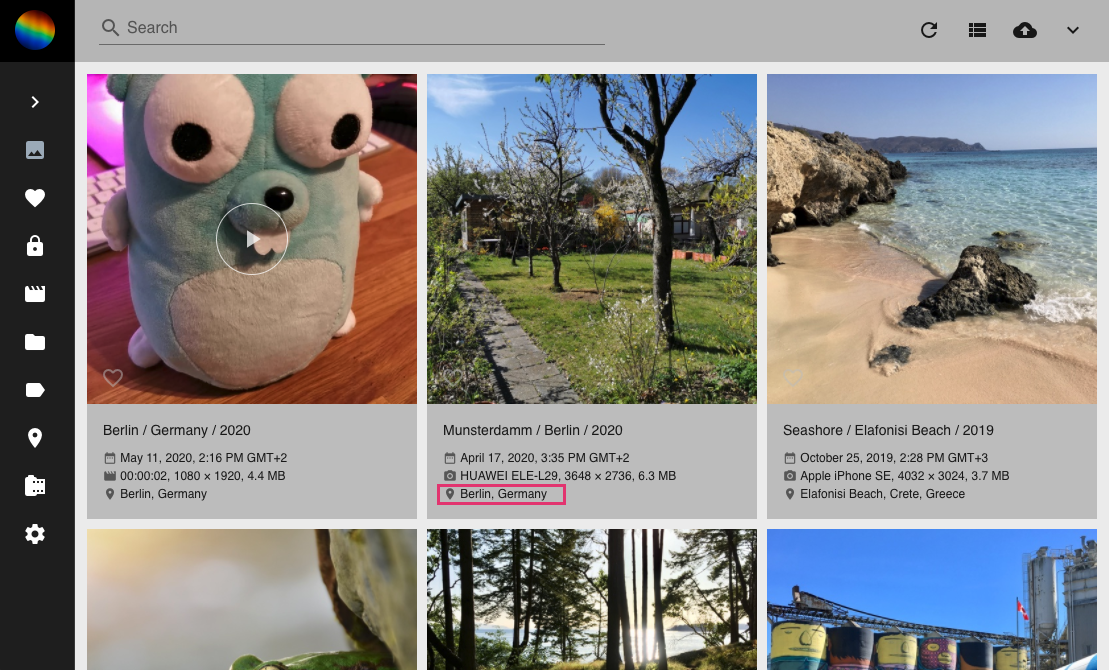 Search
Berlin / Germany / 2020
May 11, 2020, 2:16 PM GMT+2
00:00:02, 1080 × 1920, 4.4 MB
Berlin, Germany
Munsterdamm / Berlin / 2020
April 17, 2020, 3:35 PM GMT+2
HUAWEI ELE-L29, 3648 × 2736, 6.3 MB
Berlin, Germany
Seashore / Elafonisi Beach / 2019
October 25, 2019, 2:28 PM GMT+3
Apple iPhone SE, 4032 × 3024, 3.7 MB
Elafonisi Beach, Crete, Greece